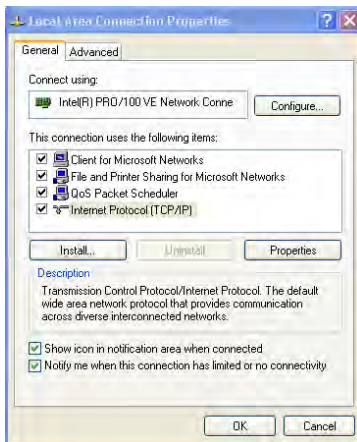 Local Area Connection Properties
General Advanced
Connect using:
Intel(R) PRO/100 VE Network Conne
Configure...
This connection uses the following items:
Client for Microsoft Networks
File and Printer Sharing for Microsoft Networks
QoS Packet Scheduler
Internet Protocol (TCP/IP)
Install... Uninstall Properties
Description
Transmission Control Protocol/Internet Protocol. The default
wide area network protocol that provides communication
across diverse interconnected networks.
Show icon in notification area when connected
Notify me when this connection has limited or no connectivity
OK Cancel